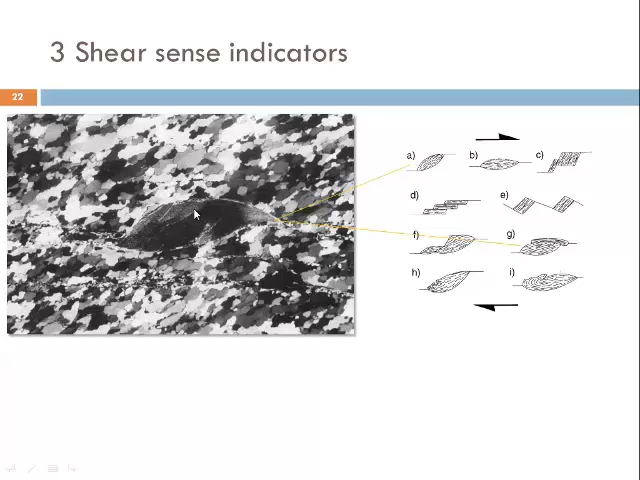 3 Shear sense indicators
22
a) b) c)
d) e)
f) g)
h) i)